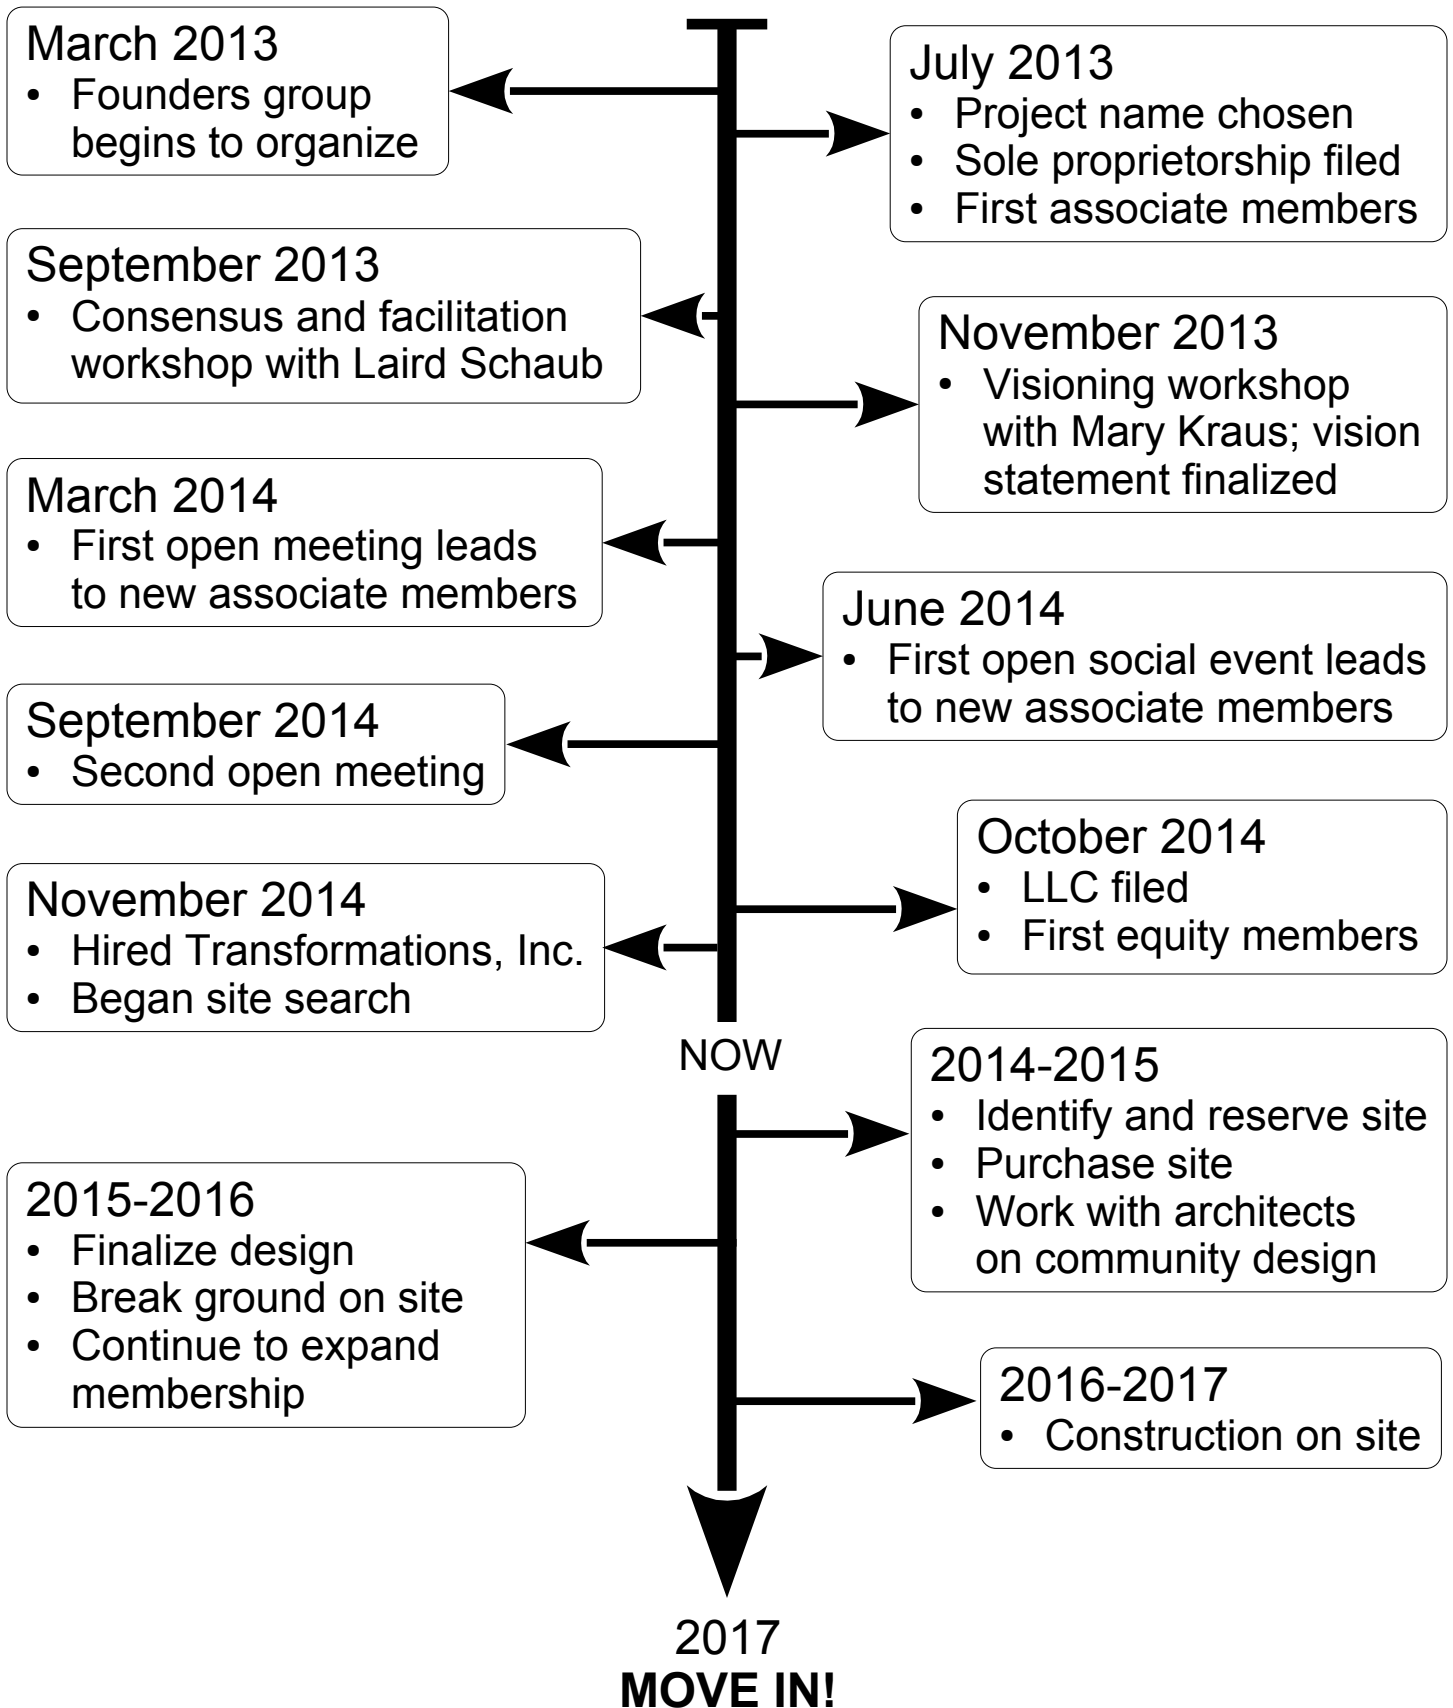 March 2013
• Founders group
begins to organize
July 2013
• Project name chosen
• Sole proprietorship filed
• First associate members
September 2013
• Consensus and facilitation
workshop with Laird Schaub
November 2013
• Visioning workshop
with Mary Kraus; vision
statement finalized
March 2014
• First open meeting leads
to new associate members
June 2014
• First open social event leads
to new associate members
September 2014
• Second open meeting
October 2014
• LLC filed
• First equity members
November 2014
• Hired Transformations, Inc.
• Began site search
NOW
2014-2015
• Identify and reserve site
• Purchase site
• Work with architects
on community design
2015-2016
• Finalize design
• Break ground on site
• Continue to expand
membership
2016-2017
• Construction on site
2017
MOVE IN!